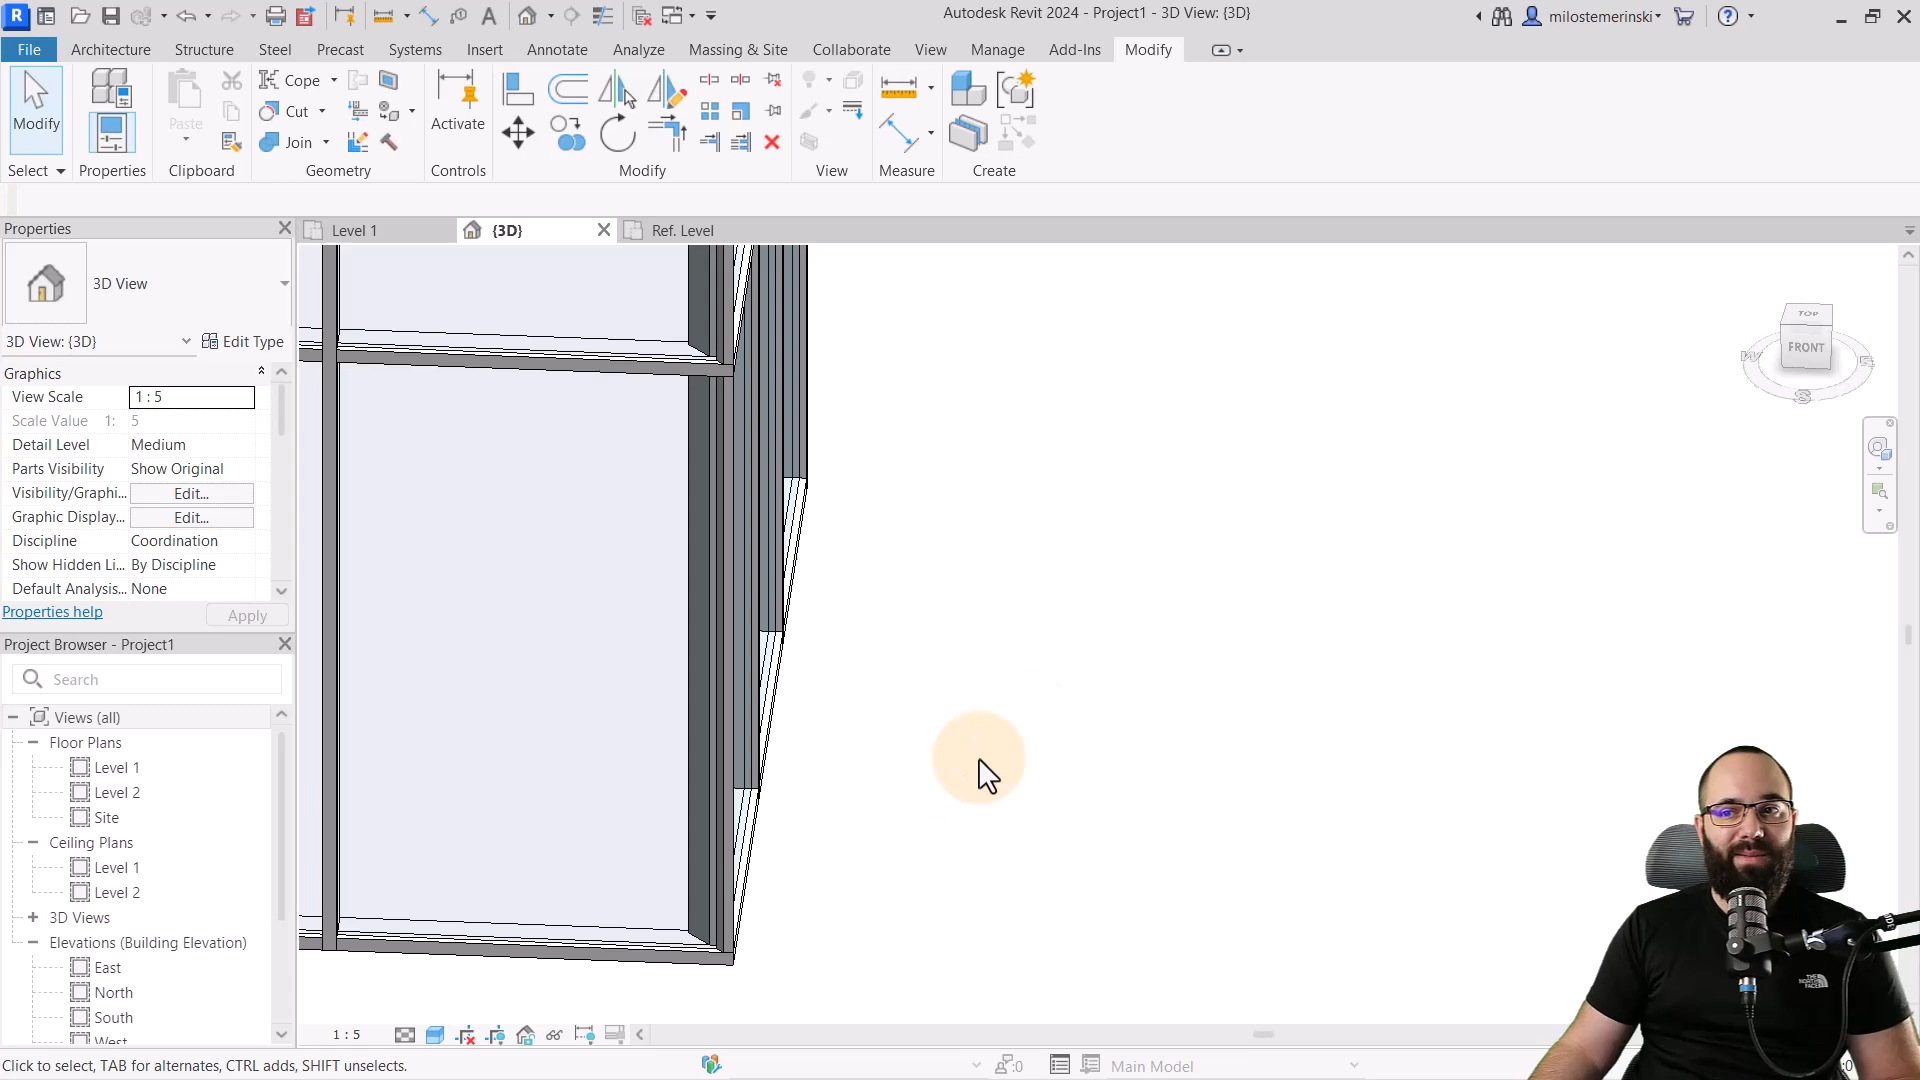 R
Autodesk Revit 2024 - Project1 - 3D View: {3D}
milostemerinski
File Architecture Structure Steel Precast Systems Insert Annotate Analyze Massing & Site Collaborate View Manage Add-Ins Modify
Modify
Paste
Cope
Cut
Join
Activate
Select Properties Clipboard Geometry Controls Modify View Measure Create
Properties
3D View
3D View: {3D} Edit Type
Graphics
View Scale 1 : 5
Scale Value 1: 5
Detail Level Medium
Parts Visibility Show Original
Visibility/Graphi... Edit...
Graphic Display... Edit...
Discipline Coordination
Show Hidden Li... By Discipline
Default Analysis... None
Properties help Apply
Project Browser - Project1
Search
Views (all)
Floor Plans
Level 1
Level 2
Site
Ceiling Plans
Level 1
Level 2
3D Views
Elevations (Building Elevation)
East
North
South
West
Level 1 {3D} Ref. Level
TOP
FRONT
W E
S
THE NORTH FACE
1 : 5
Click to select, TAB for alternates, CTRL adds, SHIFT unselects.
:0
Main Model
:0